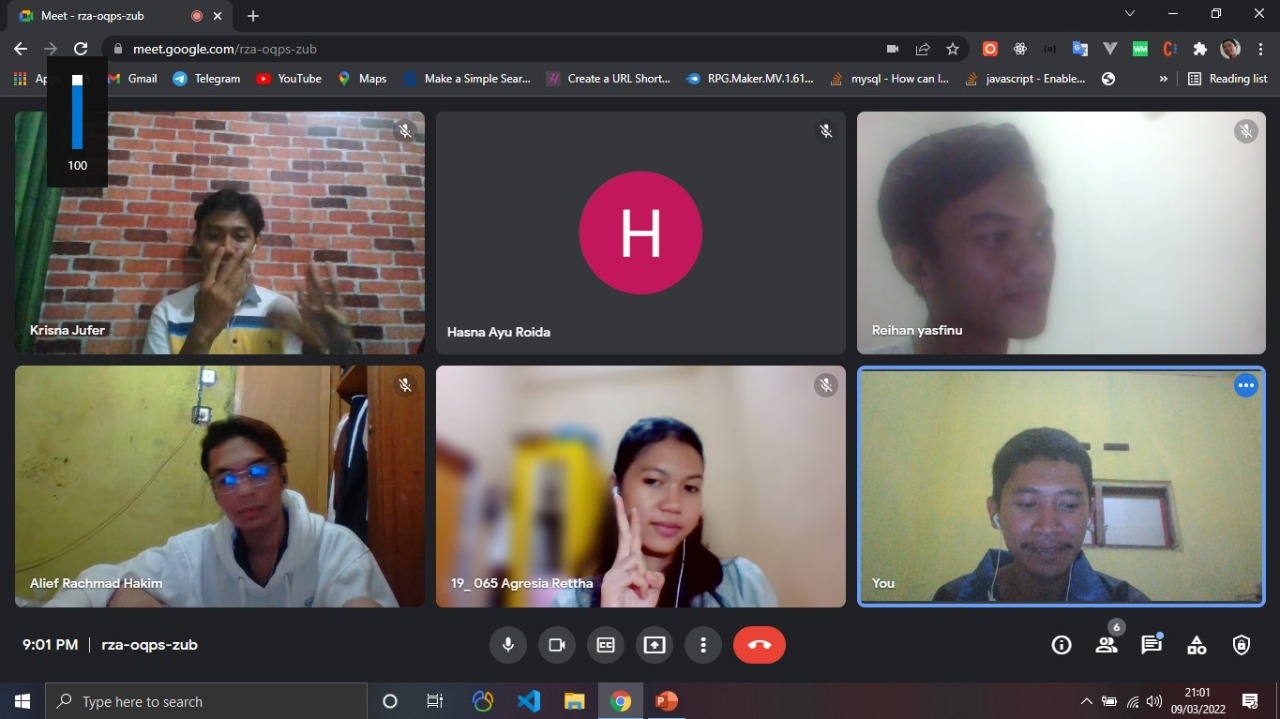 Meet - rza-oqps-zub
meet.google.com/rza-oqps-zub
Ap
Gmail
Telegram
YouTube
Maps
Make a Simple Sear...
Create a URL Short...
RPG.Maker.MV.1.61...
mysql - How can I...
javascript - Enable...
»
Reading list
100
Krisna Jufer
H
Hasna Ayu Roida
Reihan yasfinu
Alief Rachmad Hakim
19_ 065 Agresia Rettha
You
9:01 PM | rza-oqps-zub
CC
6
Type here to search
21:01
09/03/2022